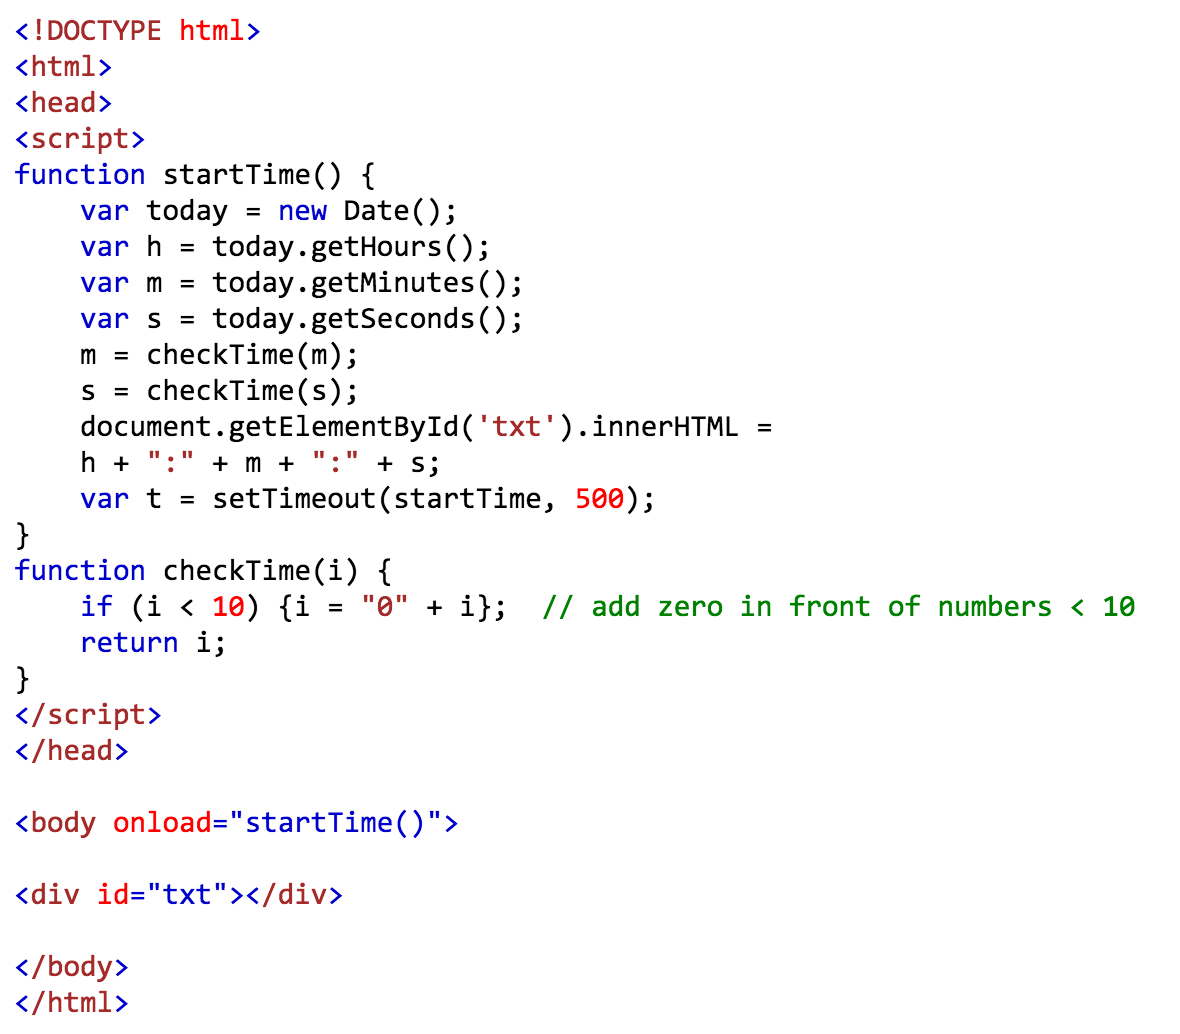 <!DOCTYPE html>
<html>
<head>
<script>
function startTime() {
    var today = new Date();
    var h = today.getHours();
    var m = today.getMinutes();
    var s = today.getSeconds();
    m = checkTime(m);
    s = checkTime(s);
    document.getElementById('txt').innerHTML =
    h + ":" + m + ":" + s;
    var t = setTimeout(startTime, 500);
}
function checkTime(i) {
    if (i < 10) {i = "0" + i};  // add zero in front of numbers < 10
    return i;
}
</script>
</head>

<body onload="startTime()">

<div id="txt"></div>

</body>
</html>